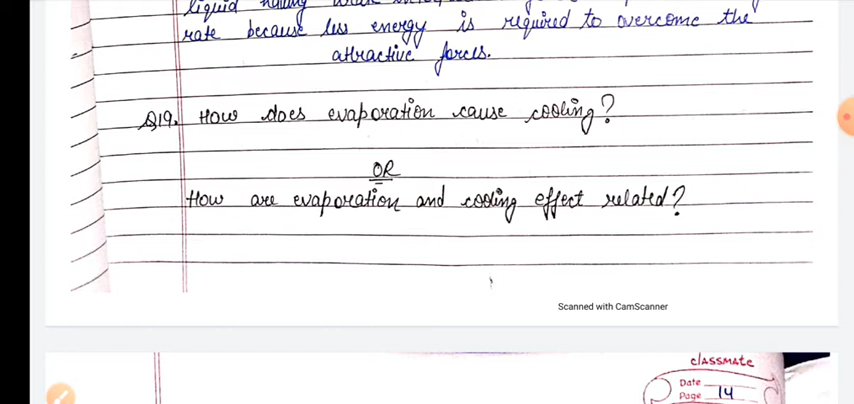 liquid
rate because less energy is required to overcome the
attractive forces.
Q19. How does evaporation cause cooling?
OR
How are evaporation and cooling effect related?
Scanned with CamScanner
classmate
Date
Page 14